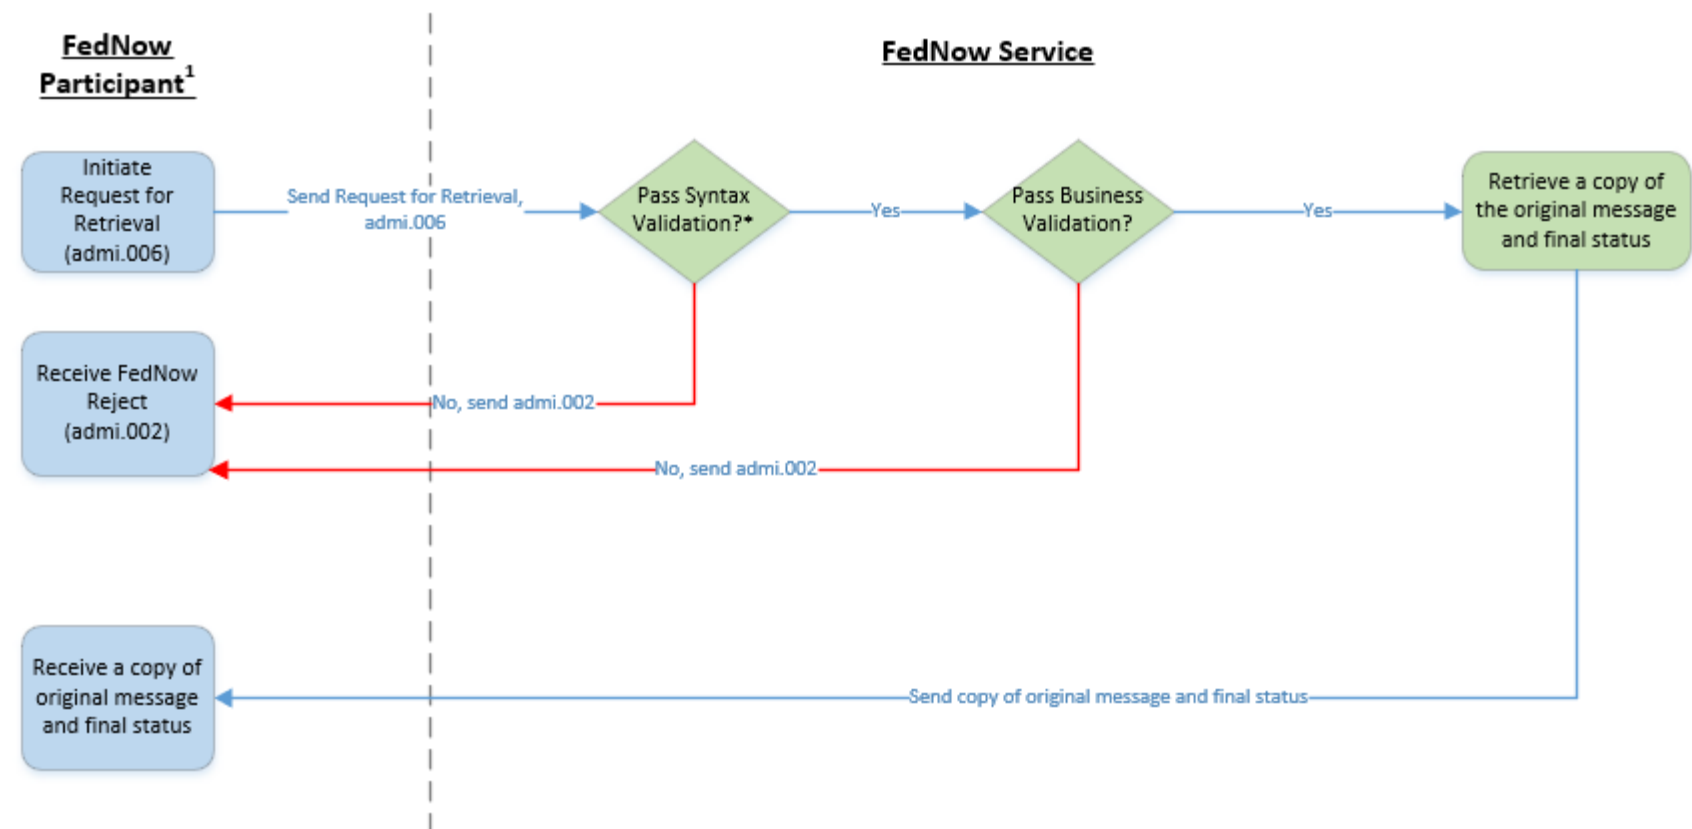 FedNow
Participant¹
FedNow Service
Initiate
Request for
Retrieval
(admi.006)
Send Request for Retrieval,
admi.006
Pass Syntax
Validation?*
Yes
Pass Business
Validation?
Yes
Retrieve a copy of
the original message
and final status
Receive FedNow
Reject
(admi.002)
No, send admi.002
No, send admi.002
Receive a copy of
original message
and final status
Send copy of original message and final status